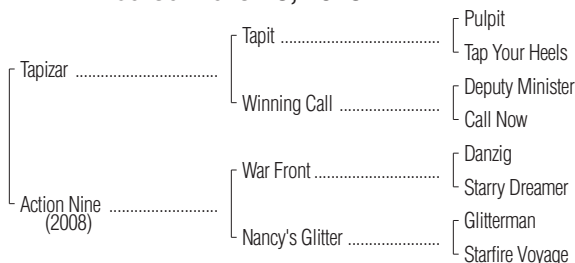 Pulpit
Tapit ........................................
Tap Your Heels
Tapizar ....................................
Deputy Minister
Winning Call .........................
Call Now
Danzig
War Front ...............................
Starry Dreamer
Action Nine ...........................
(2008)
Glitterman
Nancy's Glitter .......................
Starfire Voyage